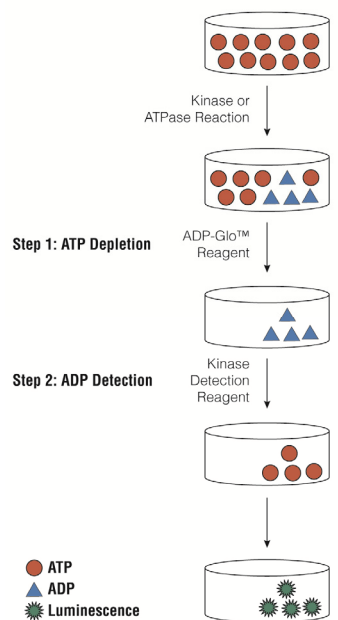 Kinase or
ATPase Reaction
Step 1: ATP Depletion
ADP-Glo™
Reagent
Step 2: ADP Detection
Kinase
Detection
Reagent
ATP
ADP
Luminescence